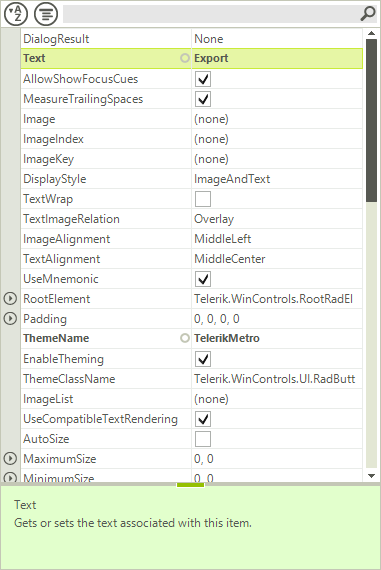 A
Z
DialogResult None
Text Export
AllowShowFocusCues
MeasureTrailingSpaces
Image (none)
ImageIndex (none)
ImageKey (none)
DisplayStyle ImageAndText
TextWrap
TextImageRelation Overlay
ImageAlignment MiddleLeft
TextAlignment MiddleCenter
UseMnemonic
RootElement Telerik.WinControls.RootRadEl
Padding 0, 0, 0, 0
ThemeName TelerikMetro
EnableTheming
ThemeClassName Telerik.WinControls.UI.RadButt
ImageList (none)
UseCompatibleTextRendering
AutoSize
MaximumSize 0, 0
MinimumSize 0, 0
Text
Gets or sets the text associated with this item.